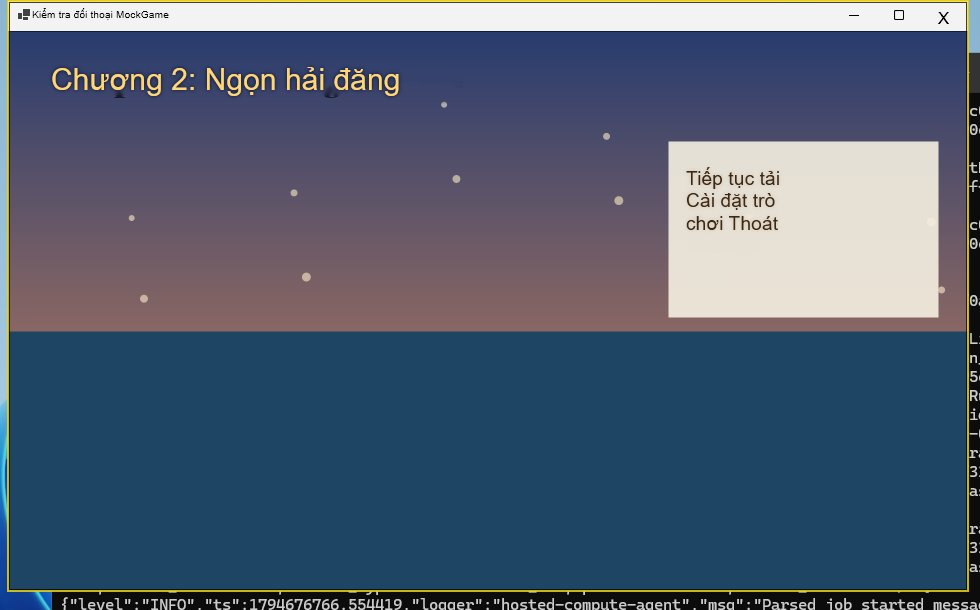 Kiểm tra đối thoại MockGame
Chương 2: Ngọn hải đăng
Tiếp tục tải
Cài đặt trò
chơi Thoát
{"level":"INFO","ts":1794676766.554419,"logger":"hosted-compute-agent","msg":"Parsed job started